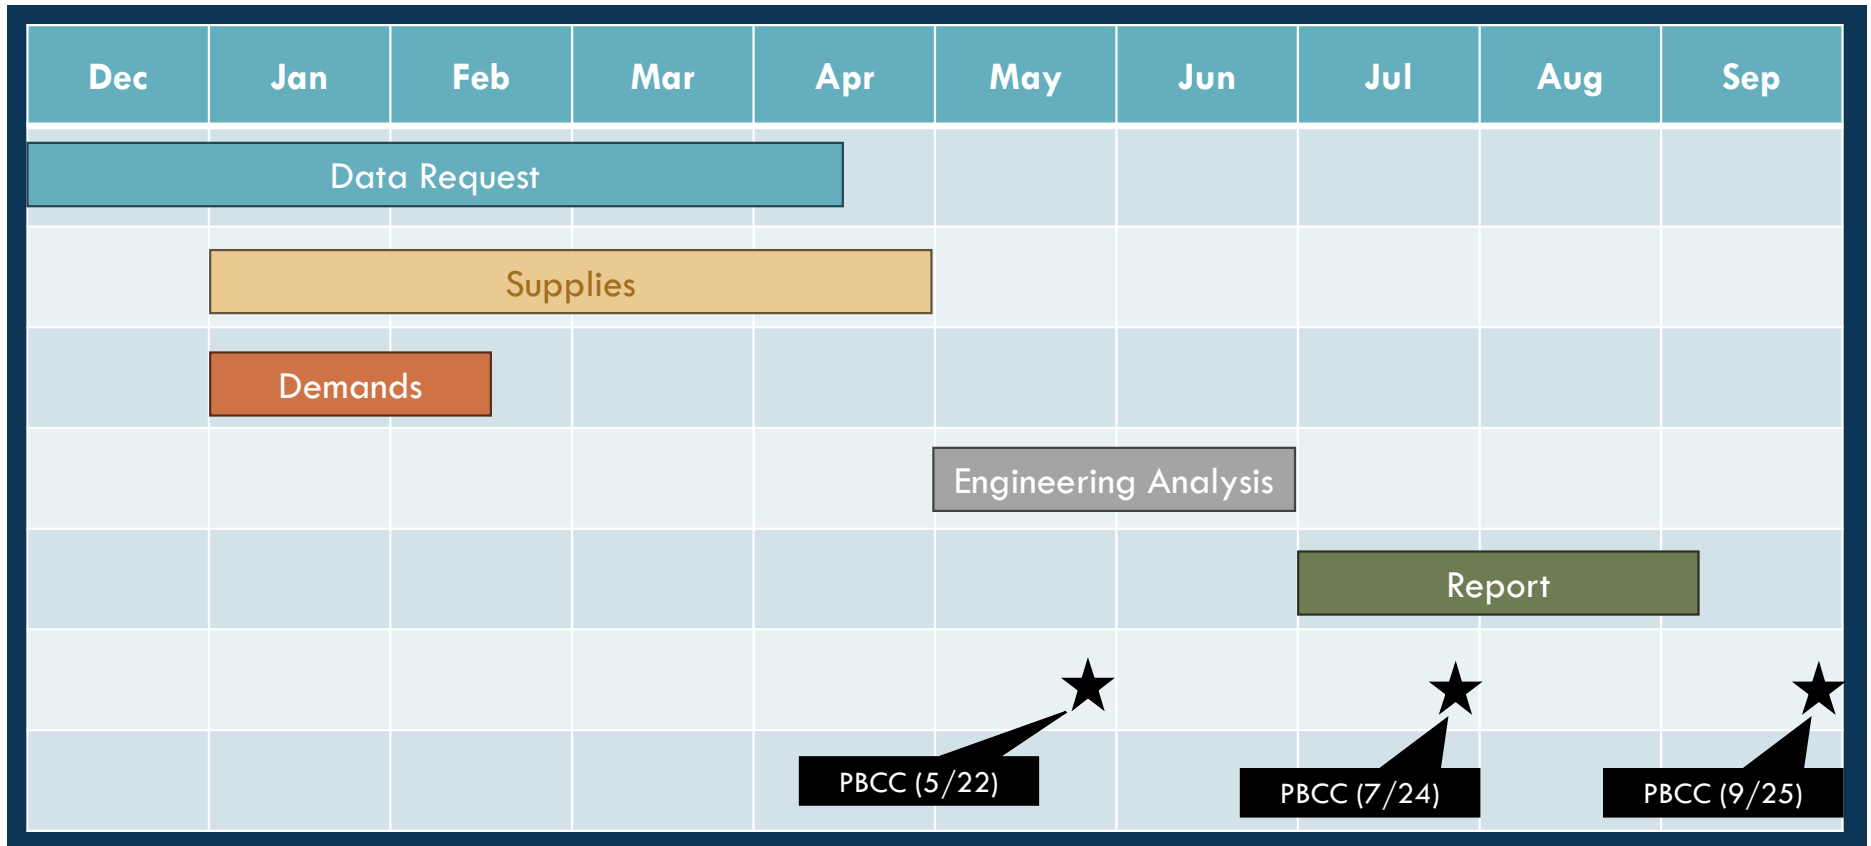 Dec Jan Feb Mar Apr May Jun Jul Aug Sep
Data Request
Supplies
Demands
Engineering Analysis
Report
PBCC (5/22)
PBCC (7/24)
PBCC (9/25)